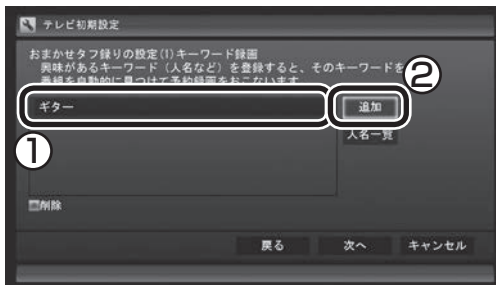 テレビ初期設定
おまかせタフ録りの設定(1)キーワード録画
興味があるキーワード(人名など)を登録すると、そのキーワードを
番組を自動的に見つけて予約録画をおこないます
②
ギター
追加
①
人名一覧
削除
戻る 次へ キャンセル